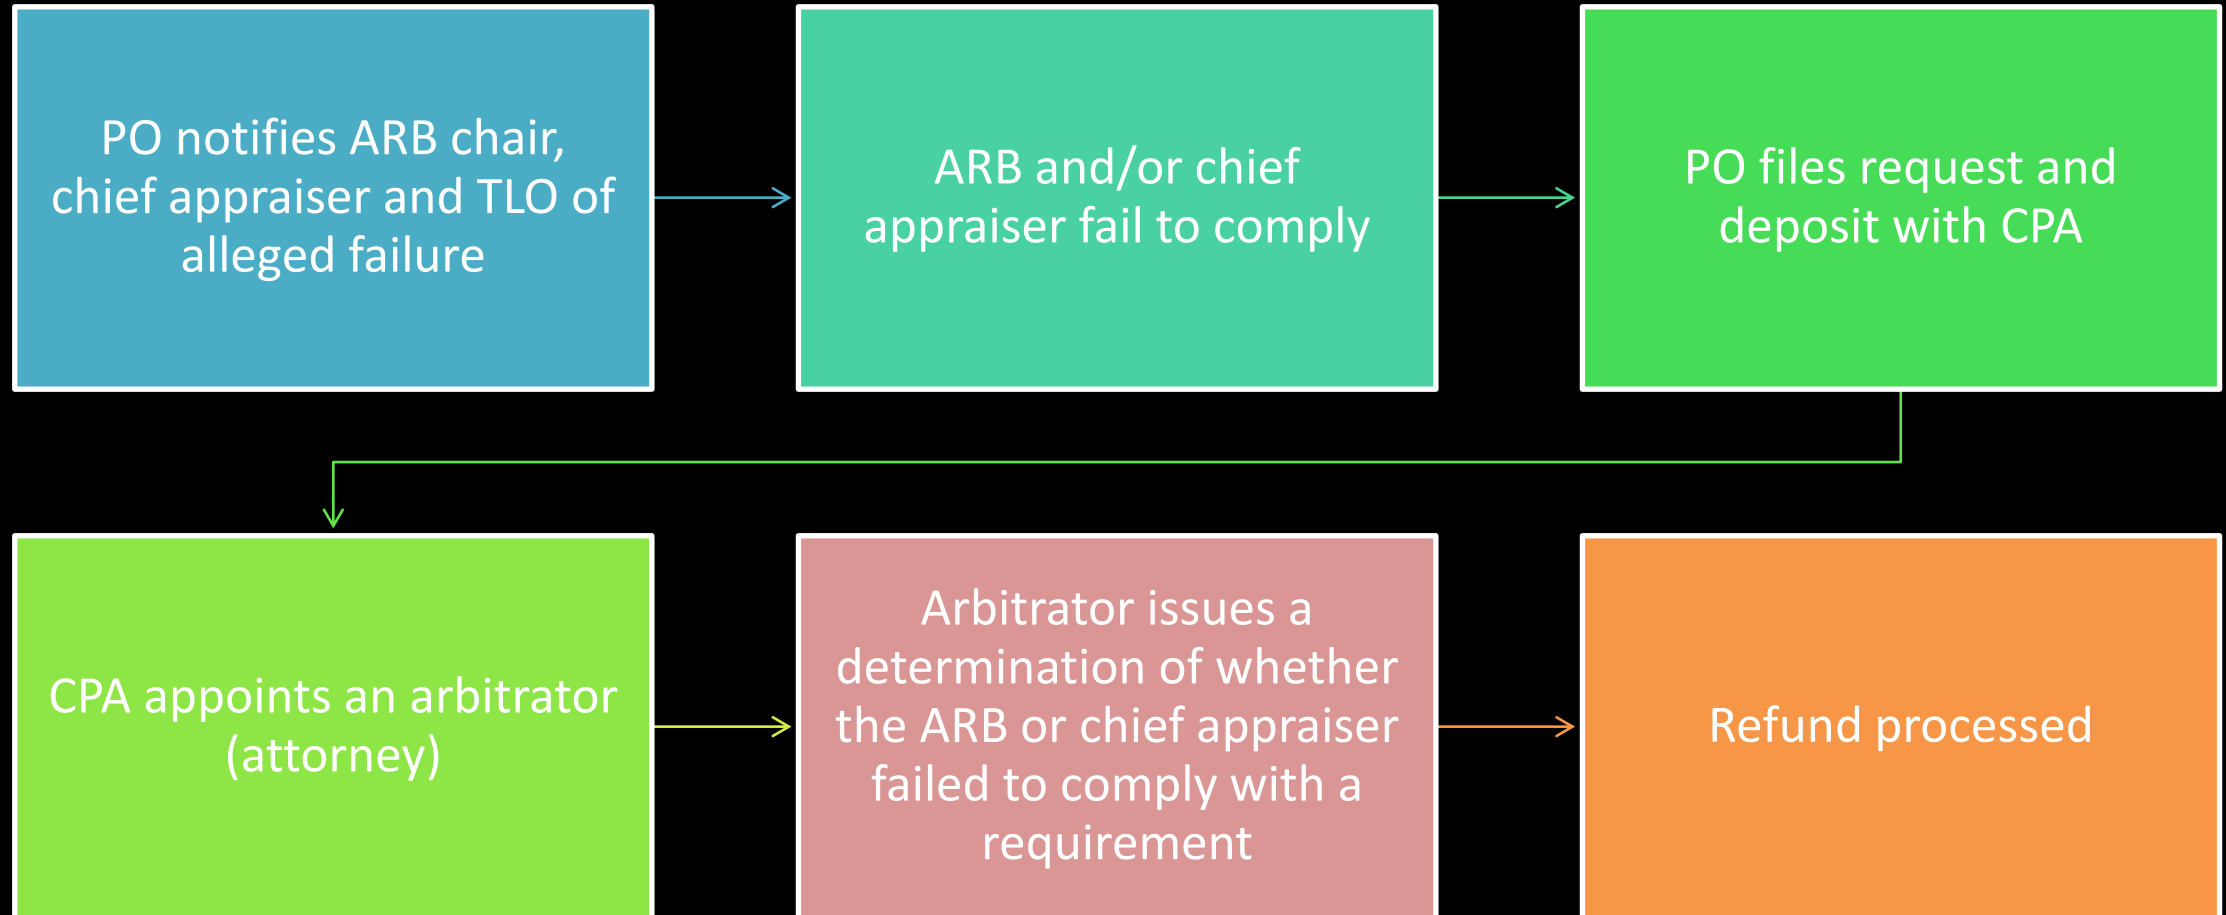 PO notifies ARB chair,
chief appraiser and TLO of
alleged failure
ARB and/or chief
appraiser fail to comply
PO files request and
deposit with CPA
CPA appoints an arbitrator
(attorney)
Arbitrator issues a
determination of whether
the ARB or chief appraiser
failed to comply with a
requirement
Refund processed